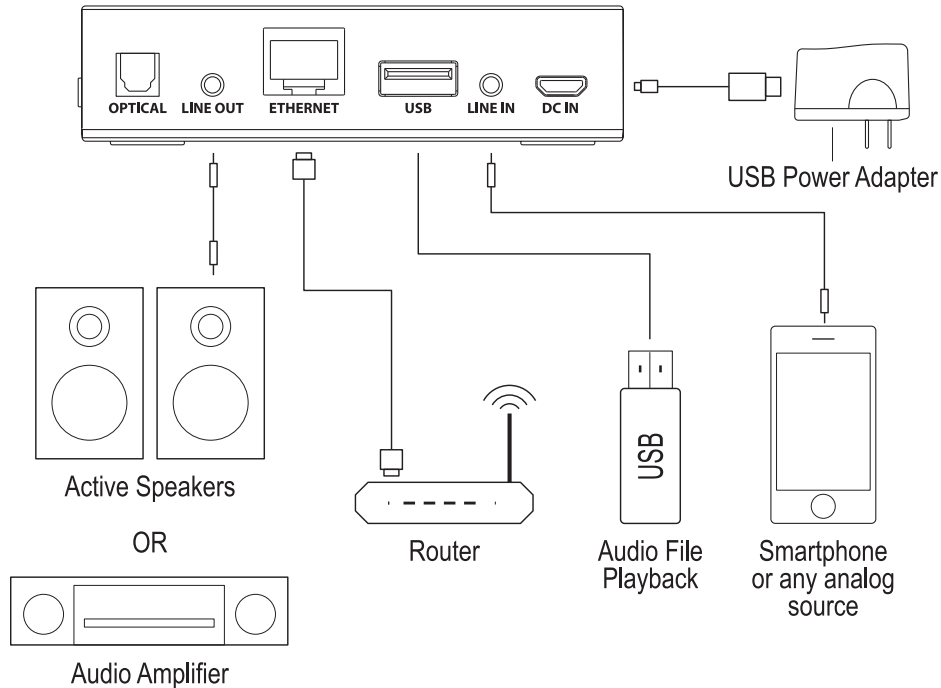 OPTICAL LINE OUT ETHERNET USB LINE IN DC IN
USB Power Adapter
Active Speakers
OR
Audio Amplifier
Router
USB
Audio File
Playback
Smartphone
or any analog
source